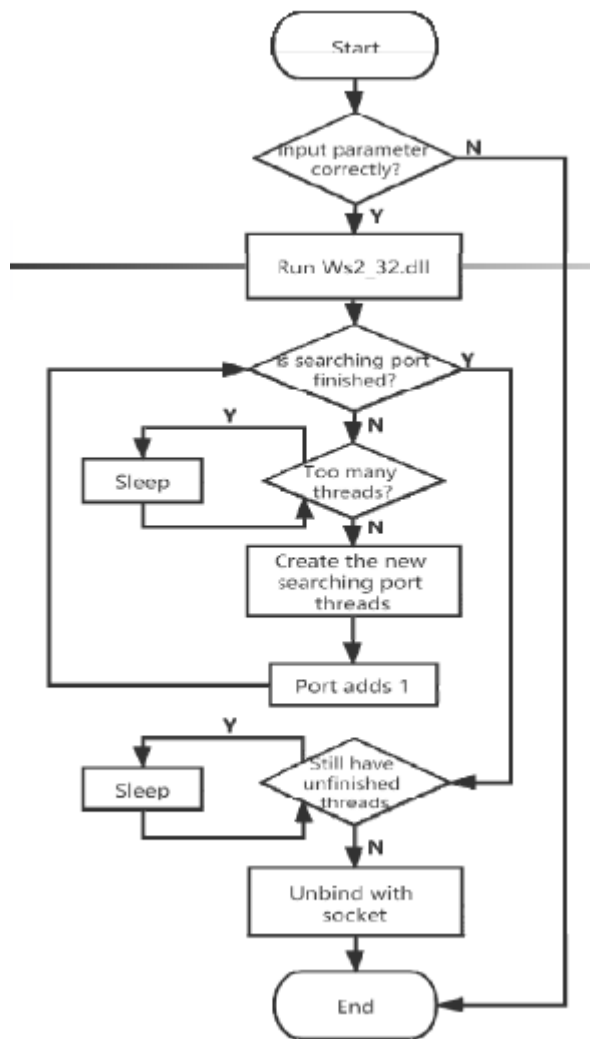 Start
Input parameter
correctly?
N
Y
Run Ws2_32.dll
Is searching port
finished?
Y
N
Y
Too many
threads?
Sleep
N
Create the new
searching port
threads
Port adds 1
Y
Still have
unfinished
threads
Sleep
N
Unbind with
socket
End